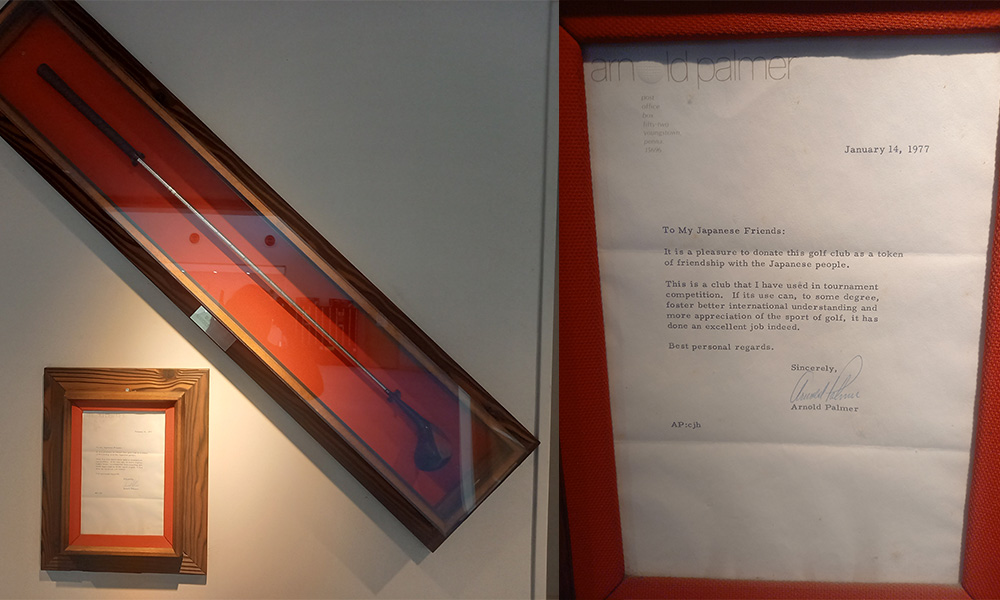 arnold palmer
post
office
box
fifty-two
youngstown
penna
15696
January 14, 1977
To My Japanese Friends:
It is a pleasure to donate this golf club as a token
of friendship with the Japanese people.
This is a club that I have used in tournament
competition. If its use can, to some degree,
foster better international understanding and
more appreciation of the sport of golf, it has
done an excellent job indeed.
Best personal regards.
Sincerely,
Arnold Palmer
Arnold Palmer
AP:cjh